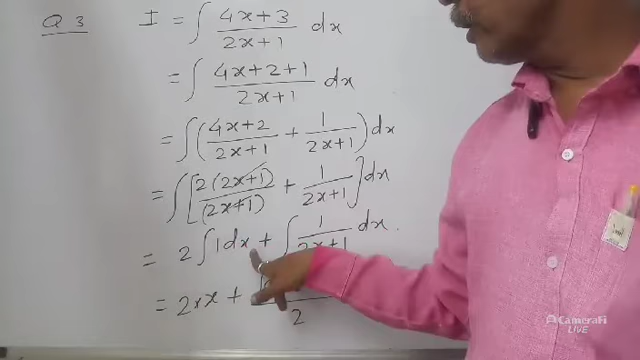 Q 3
I = ∫ (4x+3)/(2x+1) dx
= ∫ (4x+2+1)/(2x+1) dx
= ∫ ( (4x+2)/(2x+1) + 1/(2x+1) ) dx
= ∫ [ 2(2x+1)/(2x+1) + 1/(2x+1) ] dx
= 2 ∫ 1 dx + ∫ 1/(2x+1) dx
= 2 × x + /2
CameraFi
LIVE